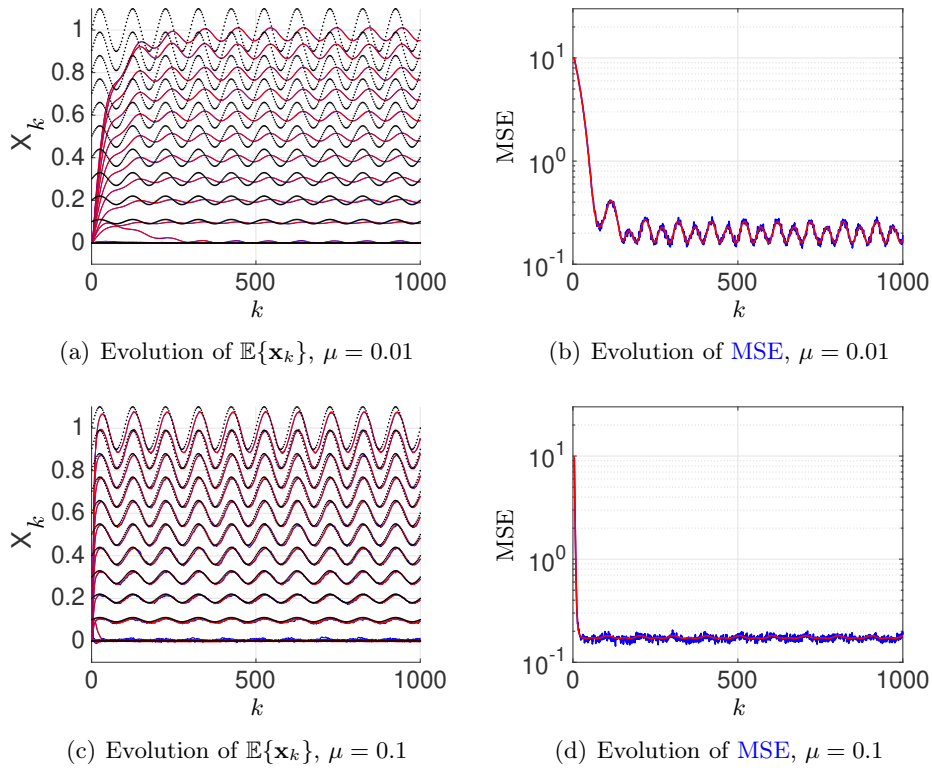 1
0.8
0.6
0.4
0.2
0
X_k
0 500 1000
k
(a) Evolution of 𝔼{𝐱_k}, μ = 0.01
10^1
10^0
10^-1
MSE
0 500 1000
k
(b) Evolution of MSE, μ = 0.01
1
0.8
0.6
0.4
0.2
0
X_k
0 500 1000
k
(c) Evolution of 𝔼{𝐱_k}, μ = 0.1
10^1
10^0
10^-1
MSE
0 500 1000
k
(d) Evolution of MSE, μ = 0.1